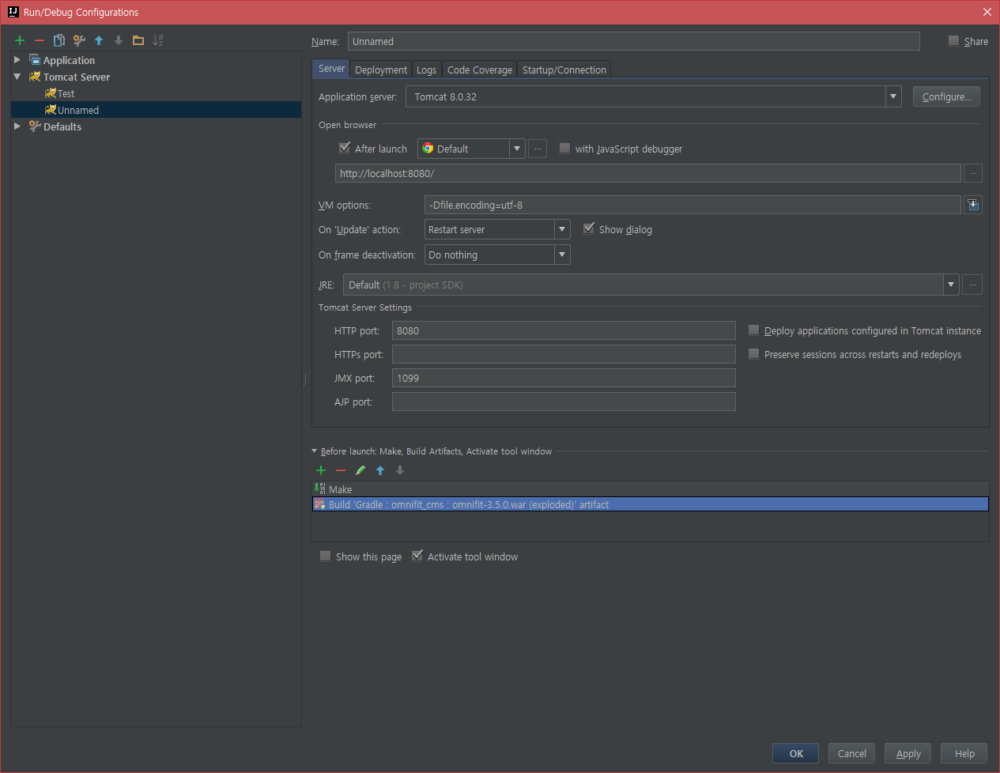 Run/Debug Configurations
Application
Tomcat Server
Test
Unnamed
Defaults
Name: Unnamed Share
Server Deployment Logs Code Coverage Startup/Connection
Application server: Tomcat 8.0.32 Configure...
Open browser
After launch Default ... with JavaScript debugger
http://localhost:8080/ ...
VM options: -Dfile.encoding=utf-8
On 'Update' action: Restart server Show dialog
On frame deactivation: Do nothing
JRE: Default (1.8 - project SDK) ...
Tomcat Server Settings
HTTP port: 8080 Deploy applications configured in Tomcat instance
HTTPs port: Preserve sessions across restarts and redeploys
JMX port: 1099
AJP port:
Before launch: Make, Build Artifacts, Activate tool window
Make
Build 'Gradle : omnifit_cms : omnifit-3.5.0.war (exploded)' artifact
Show this page Activate tool window
OK Cancel Apply Help